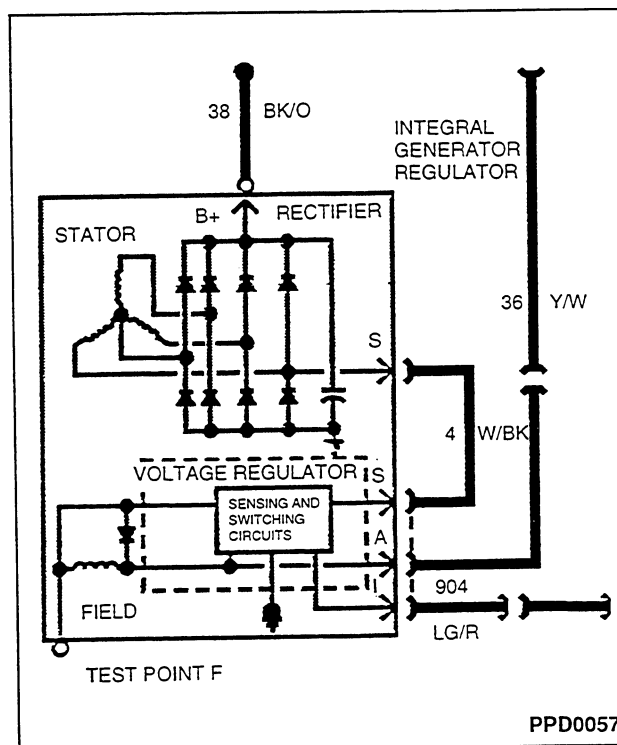 38 BK/O
INTEGRAL
GENERATOR
REGULATOR
B+ RECTIFIER
STATOR
36 Y/W
S
4 W/BK
VOLTAGE REGULATOR S
SENSING AND
SWITCHING
CIRCUITS
A
I 904
FIELD
LG/R
TEST POINT F
PPD0057